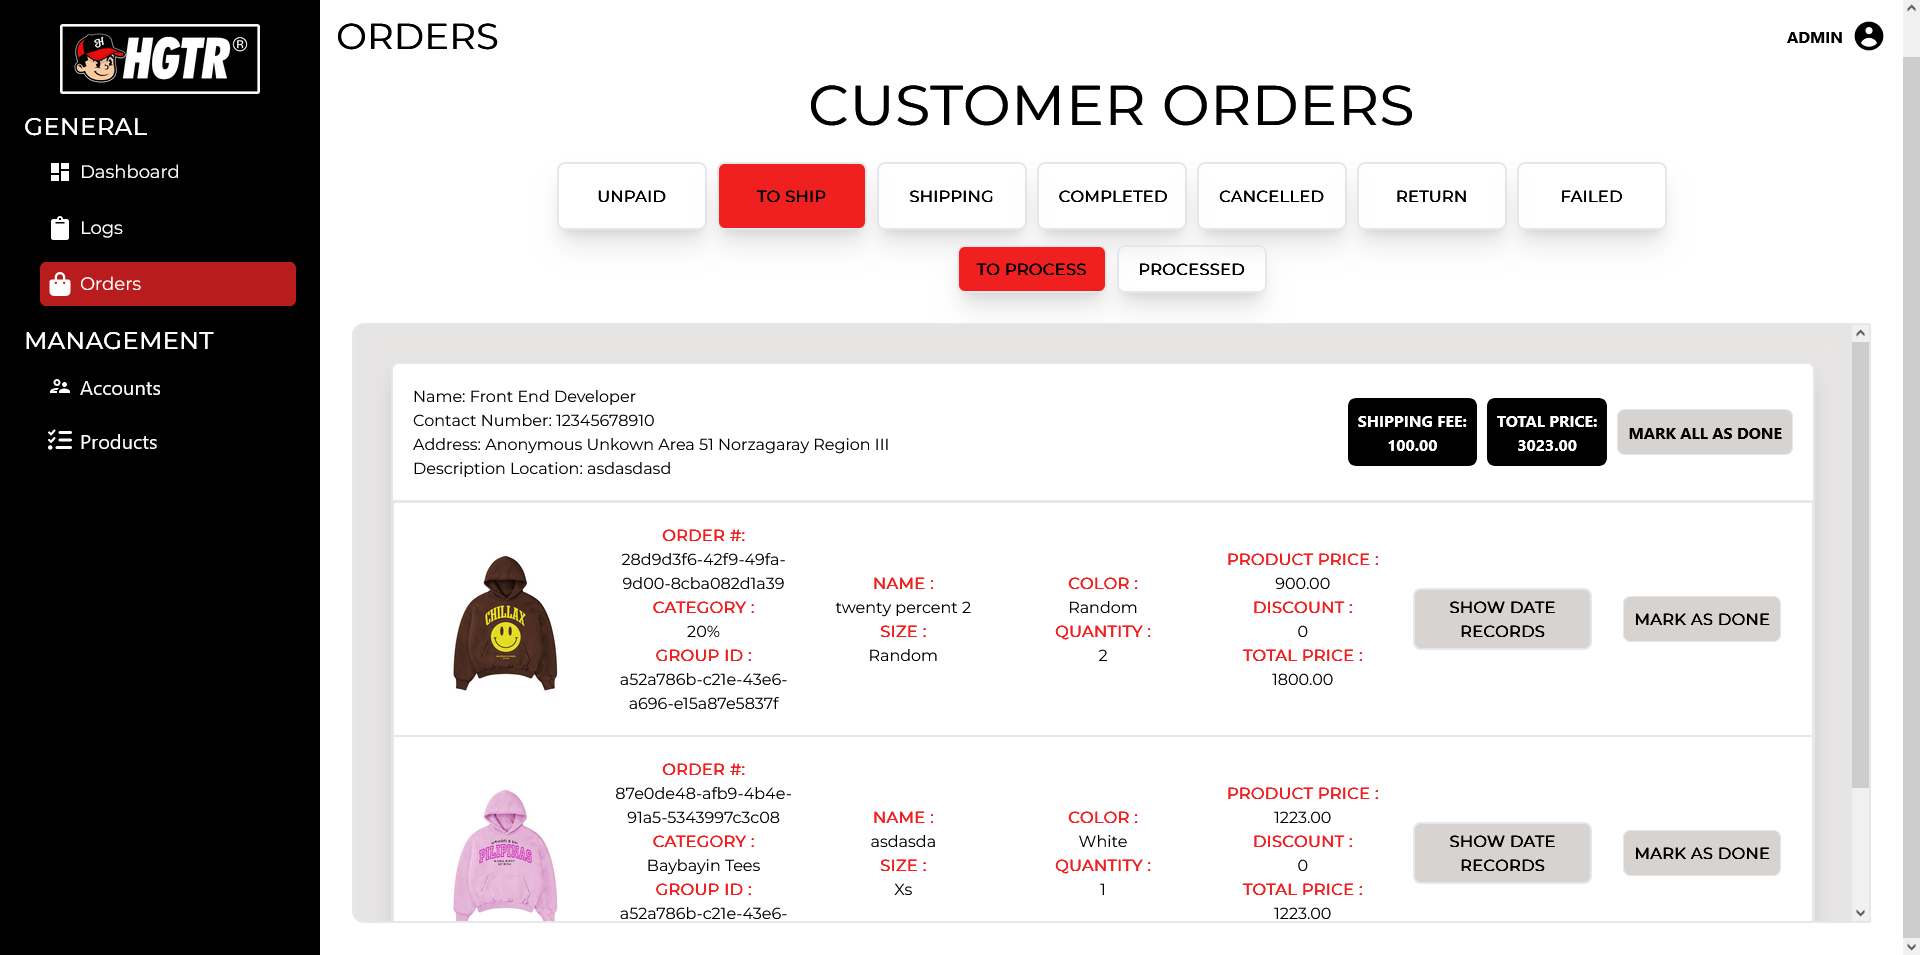 HGTR®
GENERAL
Dashboard
Logs
Orders
MANAGEMENT
Accounts
Products
ORDERS
ADMIN
CUSTOMER ORDERS
UNPAID
TO SHIP
SHIPPING
COMPLETED
CANCELLED
RETURN
FAILED
TO PROCESS
PROCESSED
Name: Front End Developer
Contact Number: 12345678910
Address: Anonymous Unkown Area 51 Norzagaray Region III
Description Location: asdasdasd
SHIPPING FEE:
100.00
TOTAL PRICE:
3023.00
MARK ALL AS DONE
CHILLAX
ORDER #:
28d9d3f6-42f9-49fa-
9d00-8cba082d1a39
CATEGORY :
20%
GROUP ID :
a52a786b-c21e-43e6-
a696-e15a87e5837f
NAME :
twenty percent 2
SIZE :
Random
COLOR :
Random
QUANTITY :
2
PRODUCT PRICE :
900.00
DISCOUNT :
0
TOTAL PRICE :
1800.00
SHOW DATE
RECORDS
MARK AS DONE
PILIPINAS
ORDER #:
87e0de48-afb9-4b4e-
91a5-5343997c3c08
CATEGORY :
Baybayin Tees
GROUP ID :
a52a786b-c21e-43e6-
NAME :
asdasda
SIZE :
Xs
COLOR :
White
QUANTITY :
1
PRODUCT PRICE :
1223.00
DISCOUNT :
0
TOTAL PRICE :
1223.00
SHOW DATE
RECORDS
MARK AS DONE